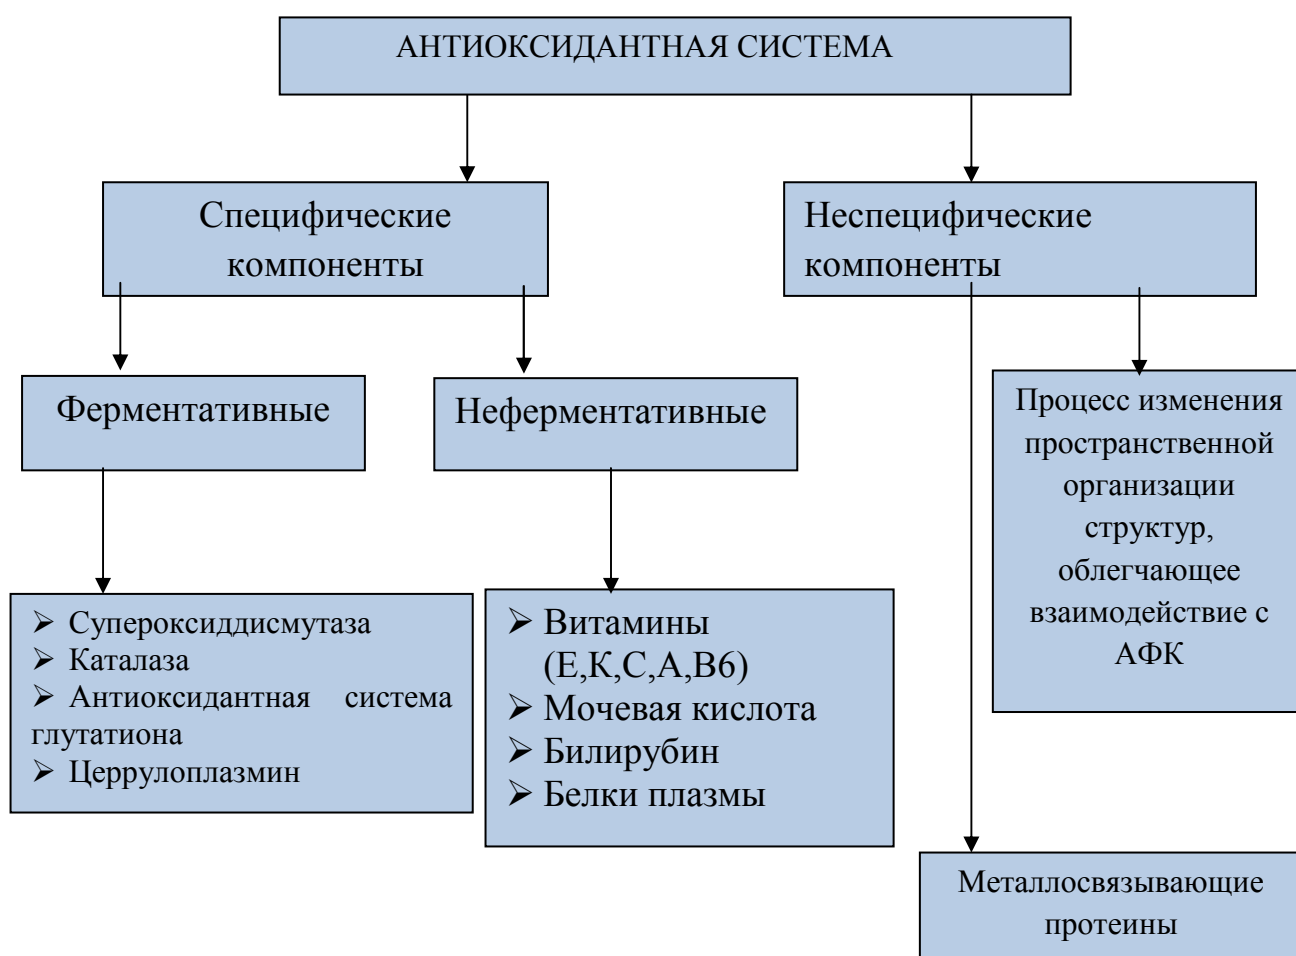 АНТИОКСИДАНТНАЯ СИСТЕМА
Специфические
компоненты
Неспецифические
компоненты
Ферментативные
Неферментативные
Процесс изменения
пространственной
организации
структур,
облегчающее
взаимодействие с
АФК
➢ Супероксиддисмутаза
➢ Каталаза
➢ Антиоксидантная система
глутатиона
➢ Церрулоплазмин
➢ Витамины
(Е,К,С,А,В6)
➢ Мочевая кислота
➢ Билирубин
➢ Белки плазмы
Металлосвязывающие
протеины